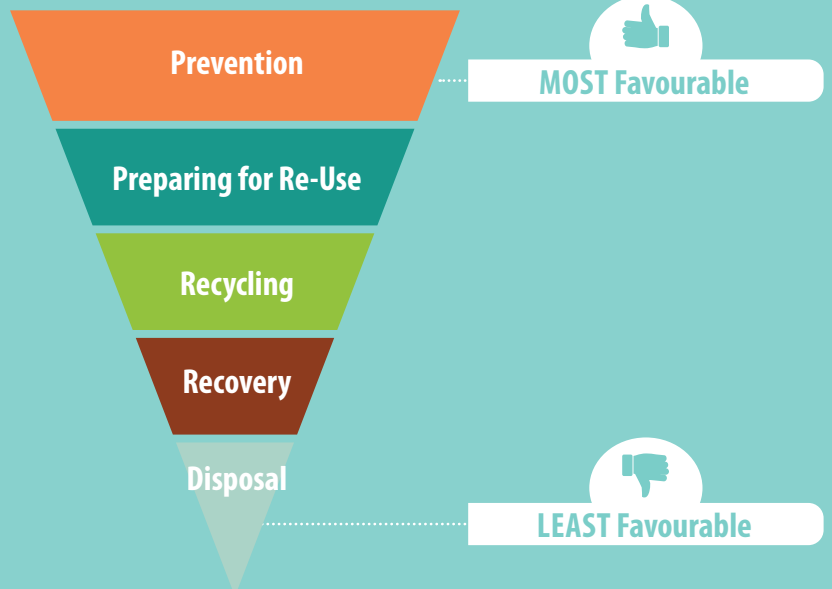 Prevention
MOST Favourable
Preparing for Re-Use
Recycling
Recovery
Disposal
LEAST Favourable